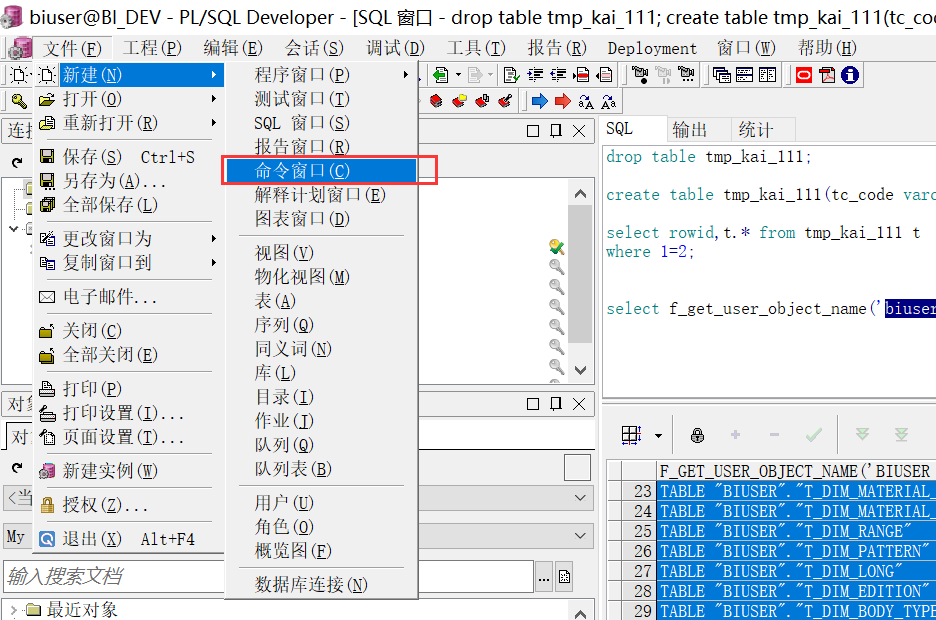 biuser@BI_DEV - PL/SQL Developer - [SQL 窗口 - drop table tmp_kai_111; create table tmp_kai_111(tc_co
文件(F) 工程(P) 编辑(E) 会话(S) 调试(D) 工具(T) 报告(R) Deployment 窗口(W) 帮助(H)
新建(N)
打开(O)
重新打开(R)
保存(S) Ctrl+S
另存为(A)...
全部保存(L)
更改窗口为
复制窗口到
电子邮件...
关闭(C)
全部关闭(E)
打印(P)
打印设置(I)...
页面设置(T)...
新建实例(W)
授权(Z)...
退出(X) Alt+F4
程序窗口(P)
测试窗口(T)
SQL 窗口(S)
报告窗口(R)
命令窗口(C)
解释计划窗口(E)
图表窗口(D)
视图(V)
物化视图(M)
表(A)
序列(Q)
同义词(N)
库(L)
目录(I)
作业(J)
队列(Q)
队列表(B)
用户(U)
角色(O)
概览图(F)
数据库连接(N)
连接
对象
对
<当
My
输入搜索文档
...
最近对象
SQL 输出 统计
drop table tmp_kai_111;
create table tmp_kai_111(tc_code varc
select rowid,t.* from tmp_kai_111 t
where 1=2;
select f_get_user_object_name('biuser
F_GET_USER_OBJECT_NAME('BIUSER
23 TABLE "BIUSER"."T_DIM_MATERIAL_
24 TABLE "BIUSER"."T_DIM_MATERIAL_
25 TABLE "BIUSER"."T_DIM_RANGE"
26 TABLE "BIUSER"."T_DIM_PATTERN"
27 TABLE "BIUSER"."T_DIM_LONG"
28 TABLE "BIUSER"."T_DIM_EDITION"
29 TABLE "BIUSER"."T_DIM_BODY_TYPE